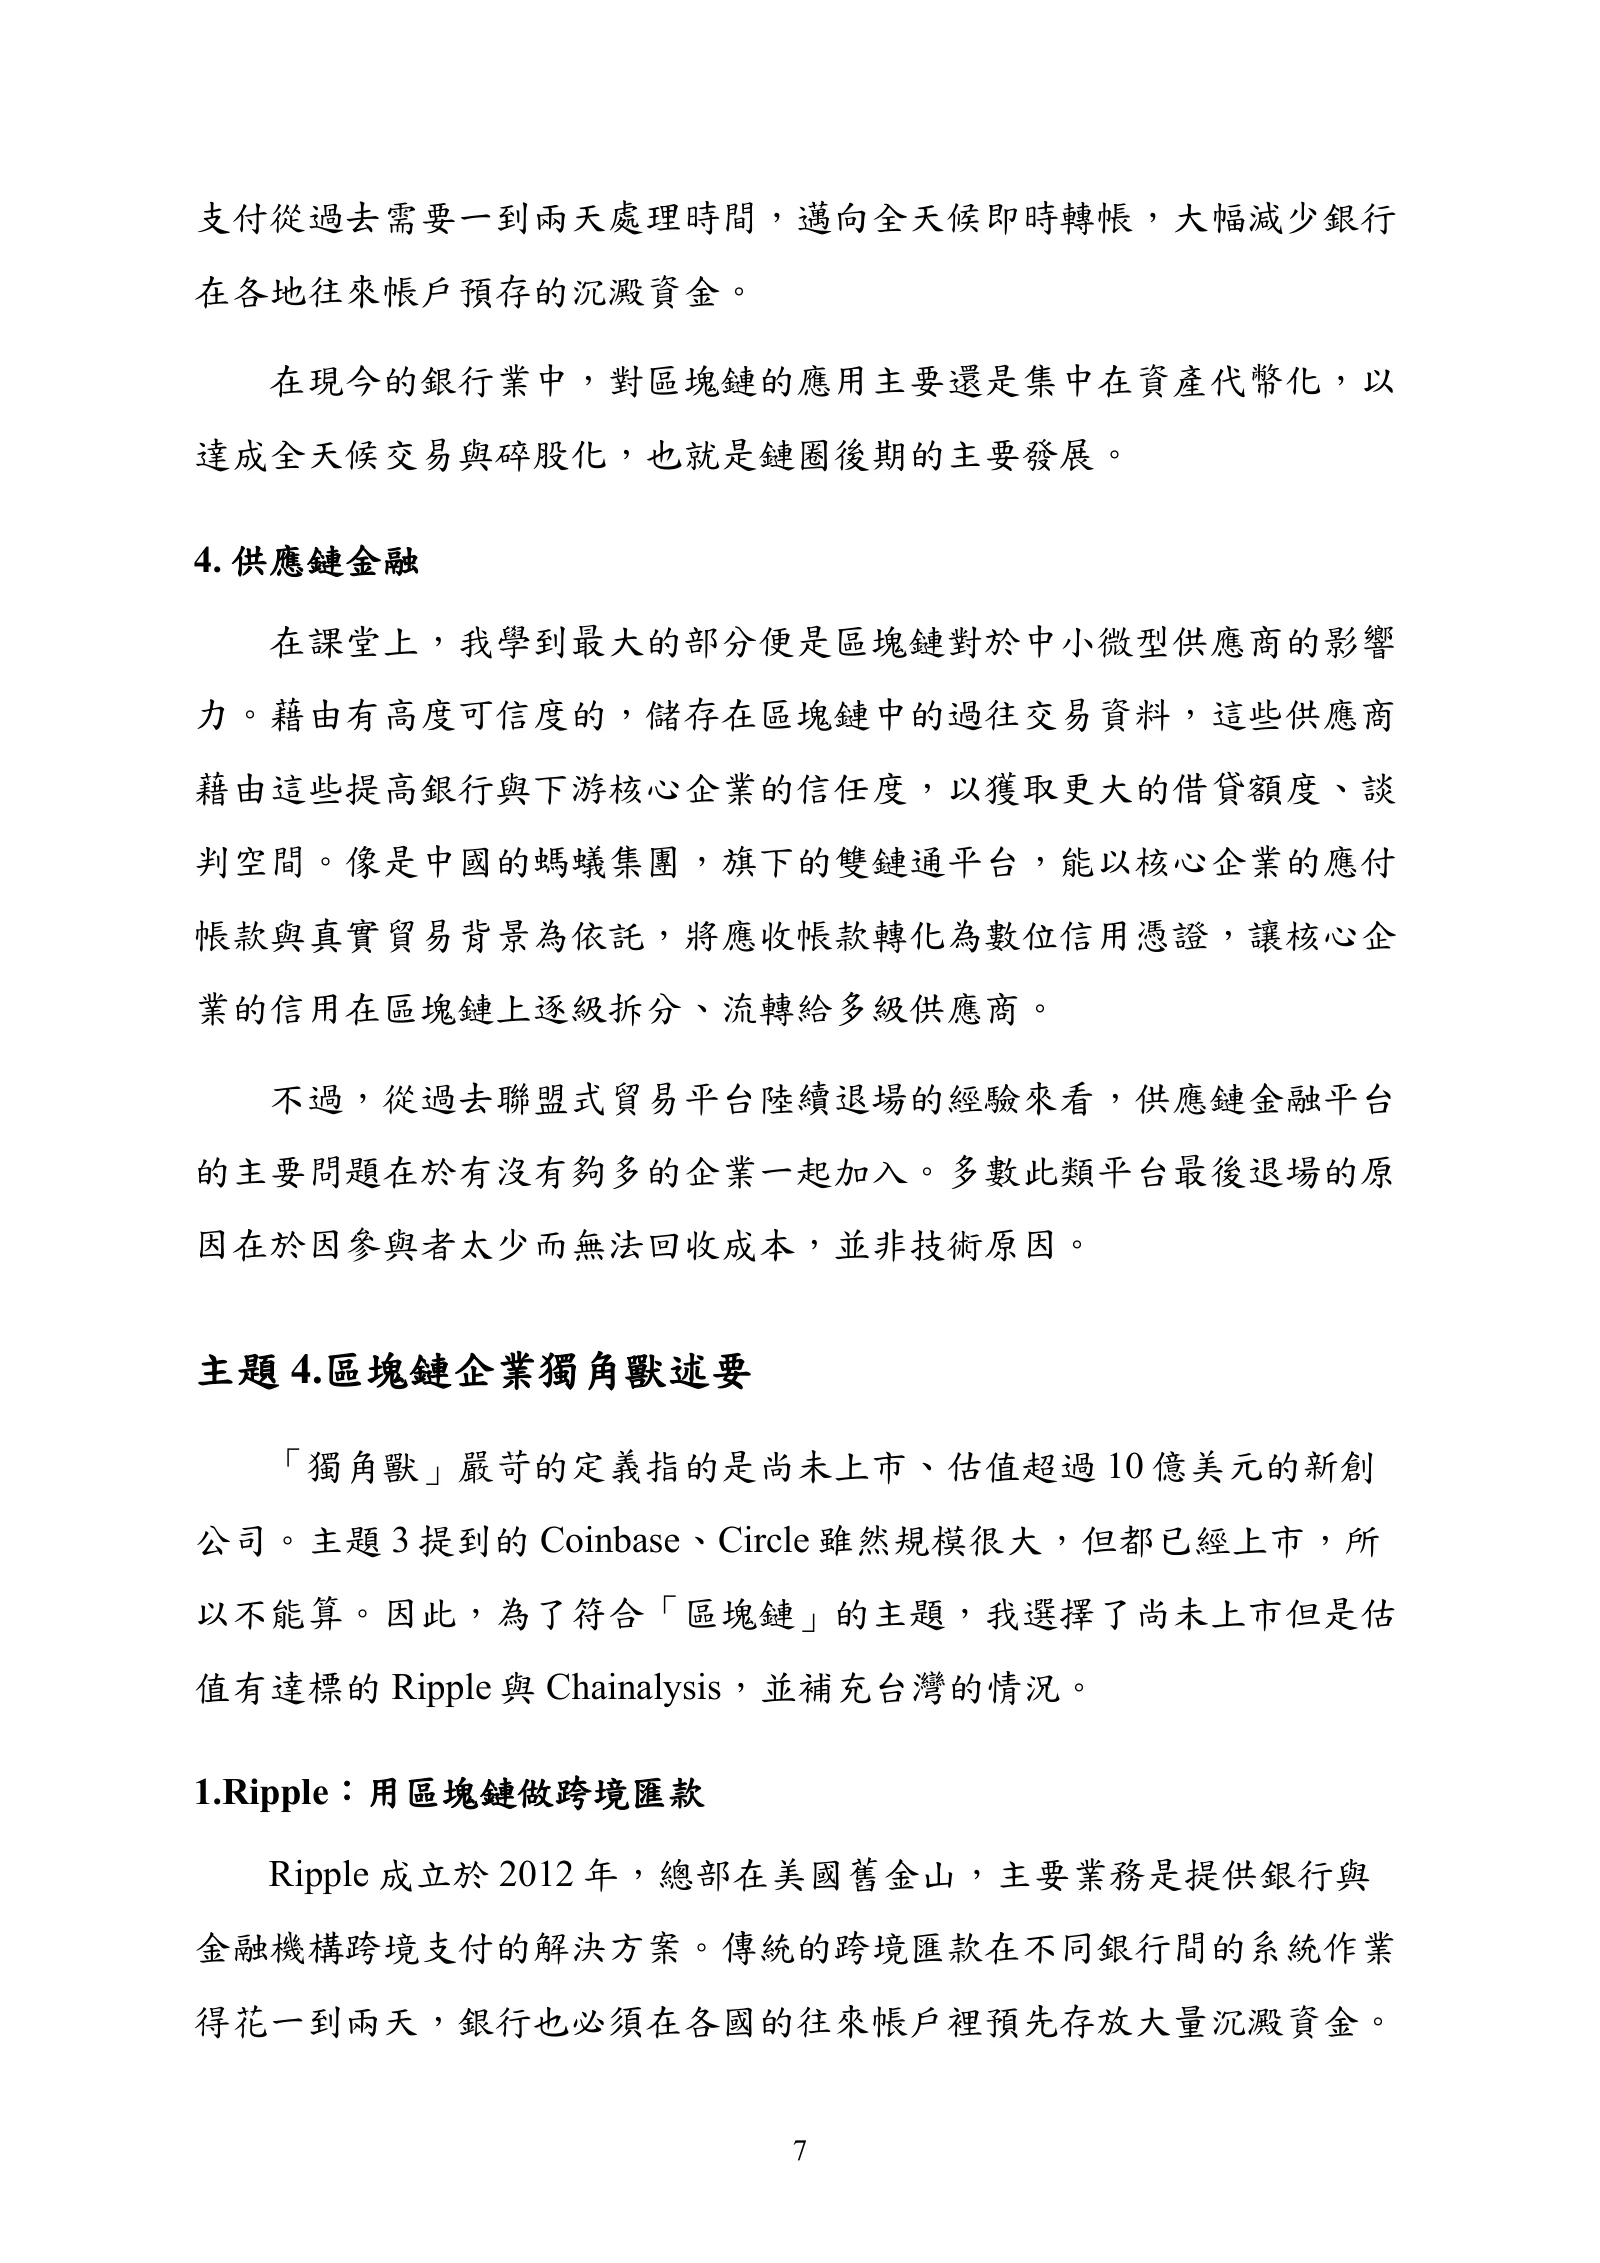 支付從過去需要一到兩天處理時間，邁向全天候即時轉帳，大幅減少銀行
在各地往來帳戶預存的沉澱資金。
在現今的銀行業中，對區塊鏈的應用主要還是集中在資產代幣化，以
達成全天候交易與碎股化，也就是鏈圈後期的主要發展。
4. 供應鏈金融
在課堂上，我學到最大的部分便是區塊鏈對於中小微型供應商的影響
力。藉由有高度可信度的，儲存在區塊鏈中的過往交易資料，這些供應商
藉由這些提高銀行與下游核心企業的信任度，以獲取更大的借貸額度、談
判空間。像是中國的螞蟻集團，旗下的雙鏈通平台，能以核心企業的應付
帳款與真實貿易背景為依託，將應收帳款轉化為數位信用憑證，讓核心企
業的信用在區塊鏈上逐級拆分、流轉給多級供應商。
不過，從過去聯盟式貿易平台陸續退場的經驗來看，供應鏈金融平台
的主要問題在於有沒有夠多的企業一起加入。多數此類平台最後退場的原
因在於因參與者太少而無法回收成本，並非技術原因。
主題 4.區塊鏈企業獨角獸述要
「獨角獸」嚴苛的定義指的是尚未上市、估值超過 10 億美元的新創
公司。主題 3 提到的 Coinbase、Circle 雖然規模很大，但都已經上市，所
以不能算。因此，為了符合「區塊鏈」的主題，我選擇了尚未上市但是估
值有達標的 Ripple 與 Chainalysis，並補充台灣的情況。
1.Ripple：用區塊鏈做跨境匯款
Ripple 成立於 2012 年，總部在美國舊金山，主要業務是提供銀行與
金融機構跨境支付的解決方案。傳統的跨境匯款在不同銀行間的系統作業
得花一到兩天，銀行也必須在各國的往來帳戶裡預先存放大量沉澱資金。
7